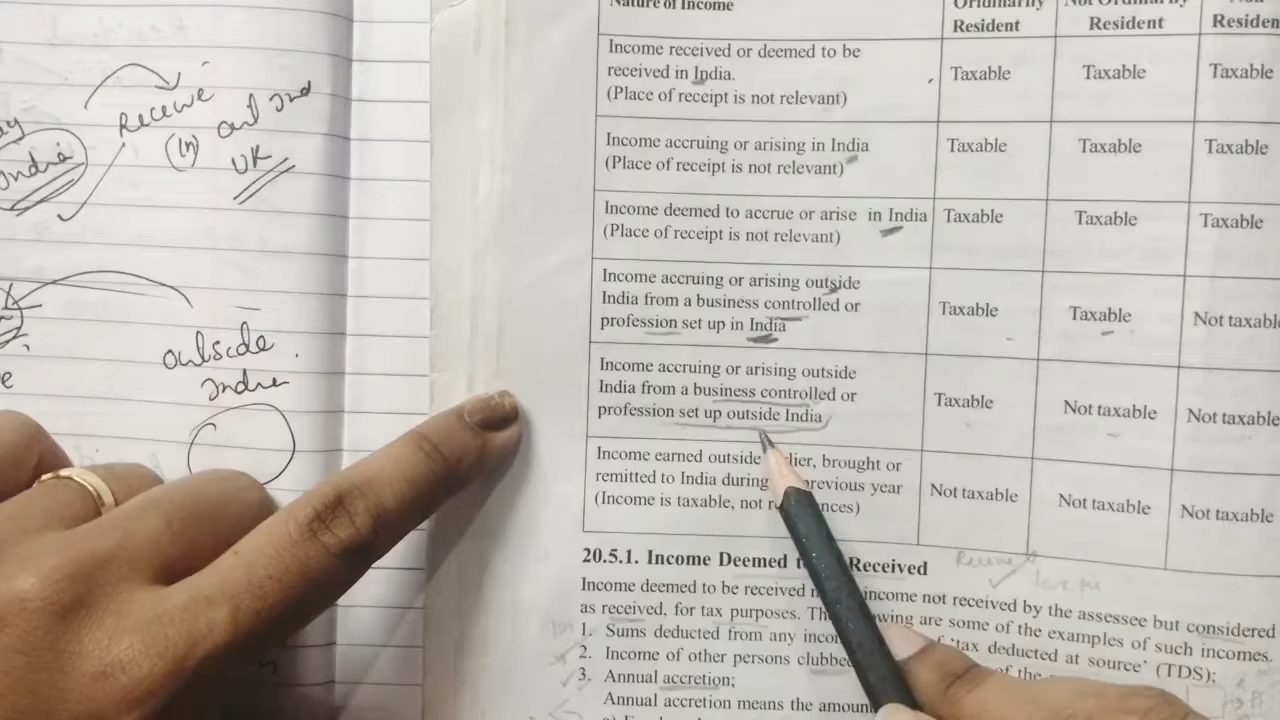 Receive
(in) out Ind
UK
India
outside
India
Nature of Income
Resident
Resident
Income received or deemed to be
received in India.
(Place of receipt is not relevant)
Taxable
Taxable
Taxable
Income accruing or arising in India
(Place of receipt is not relevant)
Taxable
Taxable
Taxable
Income deemed to accrue or arise in India
(Place of receipt is not relevant)
Taxable
Taxable
Taxable
Income accruing or arising outside
India from a business controlled or
profession set up in India
Taxable
Taxable
Not taxable
Income accruing or arising outside
India from a business controlled or
profession set up outside India
Taxable
Not taxable
Not taxable
Income earned outside brought or
remitted to India during previous year
(Income is taxable, not
Not taxable
Not taxable
Not taxable
20.5.1. Income Deemed Received
Income deemed to be received income not received by the assessee but considered
as received, for tax purposes. are some of the examples of such incomes.
1. Sums deducted from any 'tax deducted at source' (TDS);
2. Income of other persons clubbed
3. Annual accretion; of the
Annual accretion means the amount